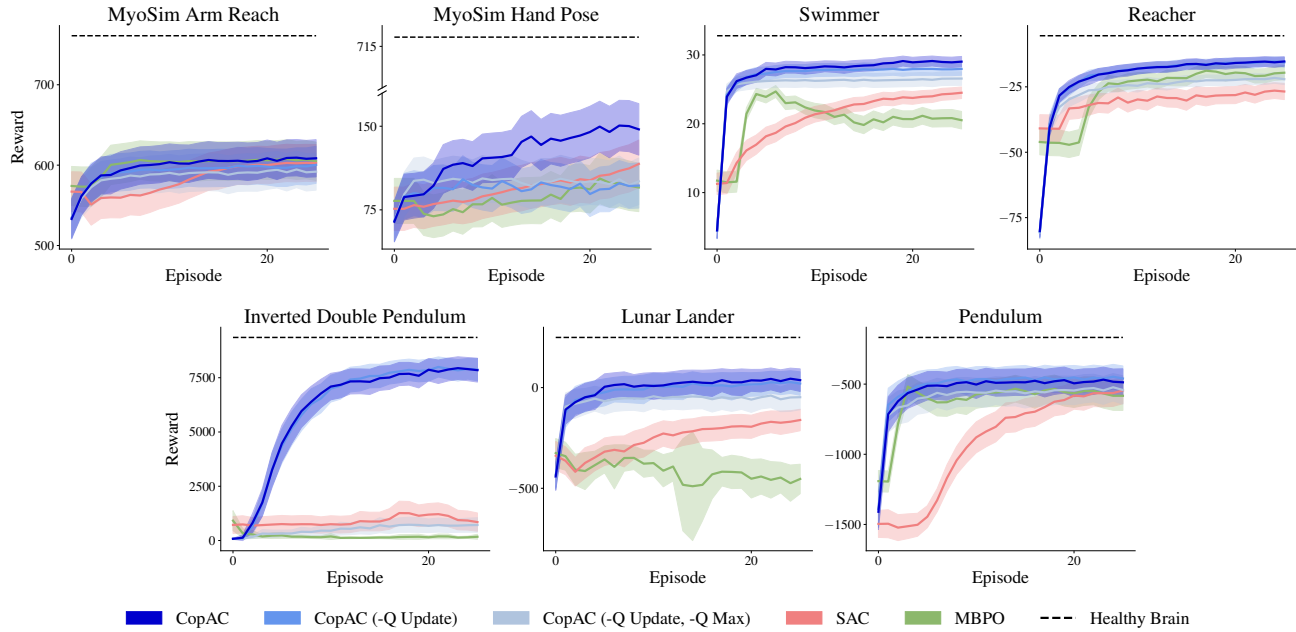 MyoSim Arm Reach
MyoSim Hand Pose
Swimmer
Reacher
Reward
700
600
500
0
20
Episode
715
150
75
0
20
Episode
30
20
10
0
20
Episode
−25
−50
−75
0
20
Episode
Inverted Double Pendulum
Lunar Lander
Pendulum
Reward
7500
5000
2500
0
0
20
Episode
0
−500
0
20
Episode
−500
−1000
−1500
0
20
Episode
CopAC
CopAC (-Q Update)
CopAC (-Q Update, -Q Max)
SAC
MBPO
Healthy Brain